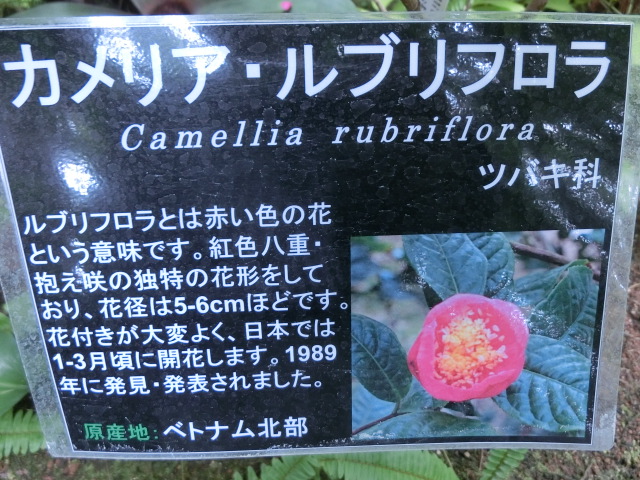 カメリア・ルブリフロラ
Camellia rubriflora
ツバキ科
ルブリフロラとは赤い色の花
という意味です。紅色八重・
抱え咲の独特の花形をして
おり、花径は5-6cmほどです。
花付きが大変よく、日本では
1-3月頃に開花します。1989
年に発見・発表されました。
原産地:ベトナム北部